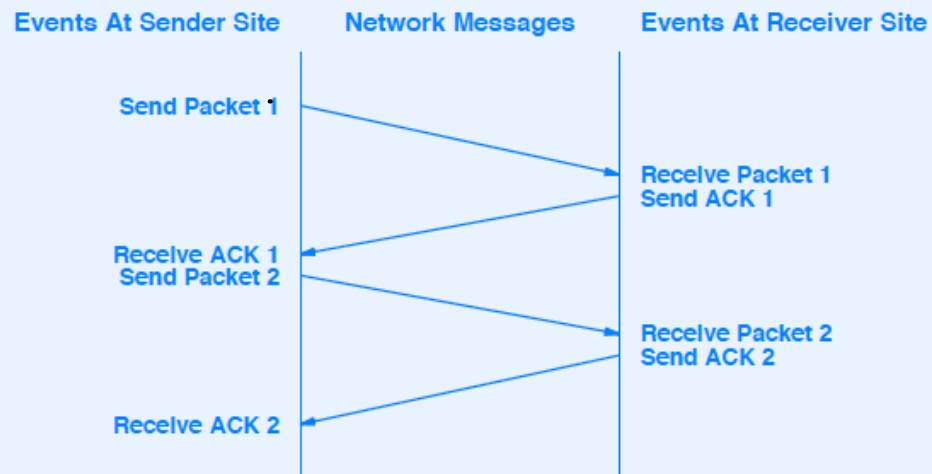 Events At Sender Site
Network Messages
Events At Receiver Site
Send Packet 1
Receive Packet 1
Send ACK 1
Receive ACK 1
Send Packet 2
Receive Packet 2
Send ACK 2
Receive ACK 2